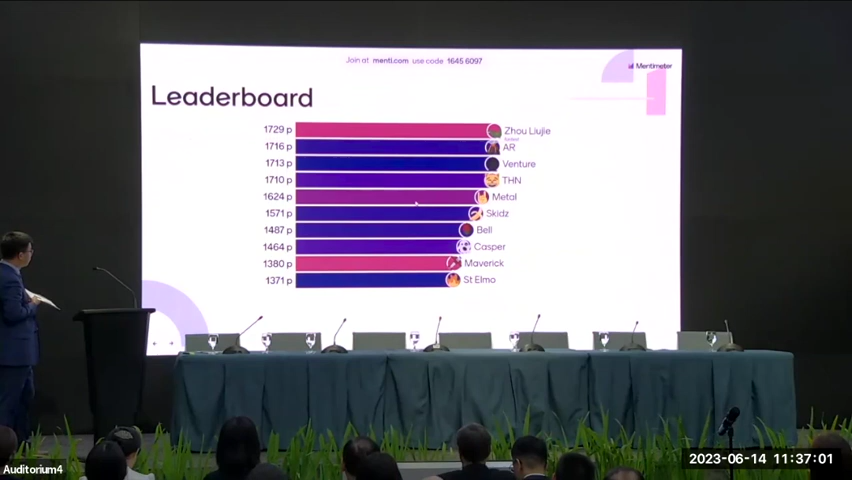 Join at menti.com use code 1645 6097
Mentimeter
Leaderboard
1729 p Zhou Liujie
1716 p AR
1713 p Venture
1710 p THN
1624 p Metal
1571 p Skidz
1487 p Bell
1464 p Casper
1380 p Maverick
1371 p St Elmo
Auditorium4
2023-06-14 11:37:01